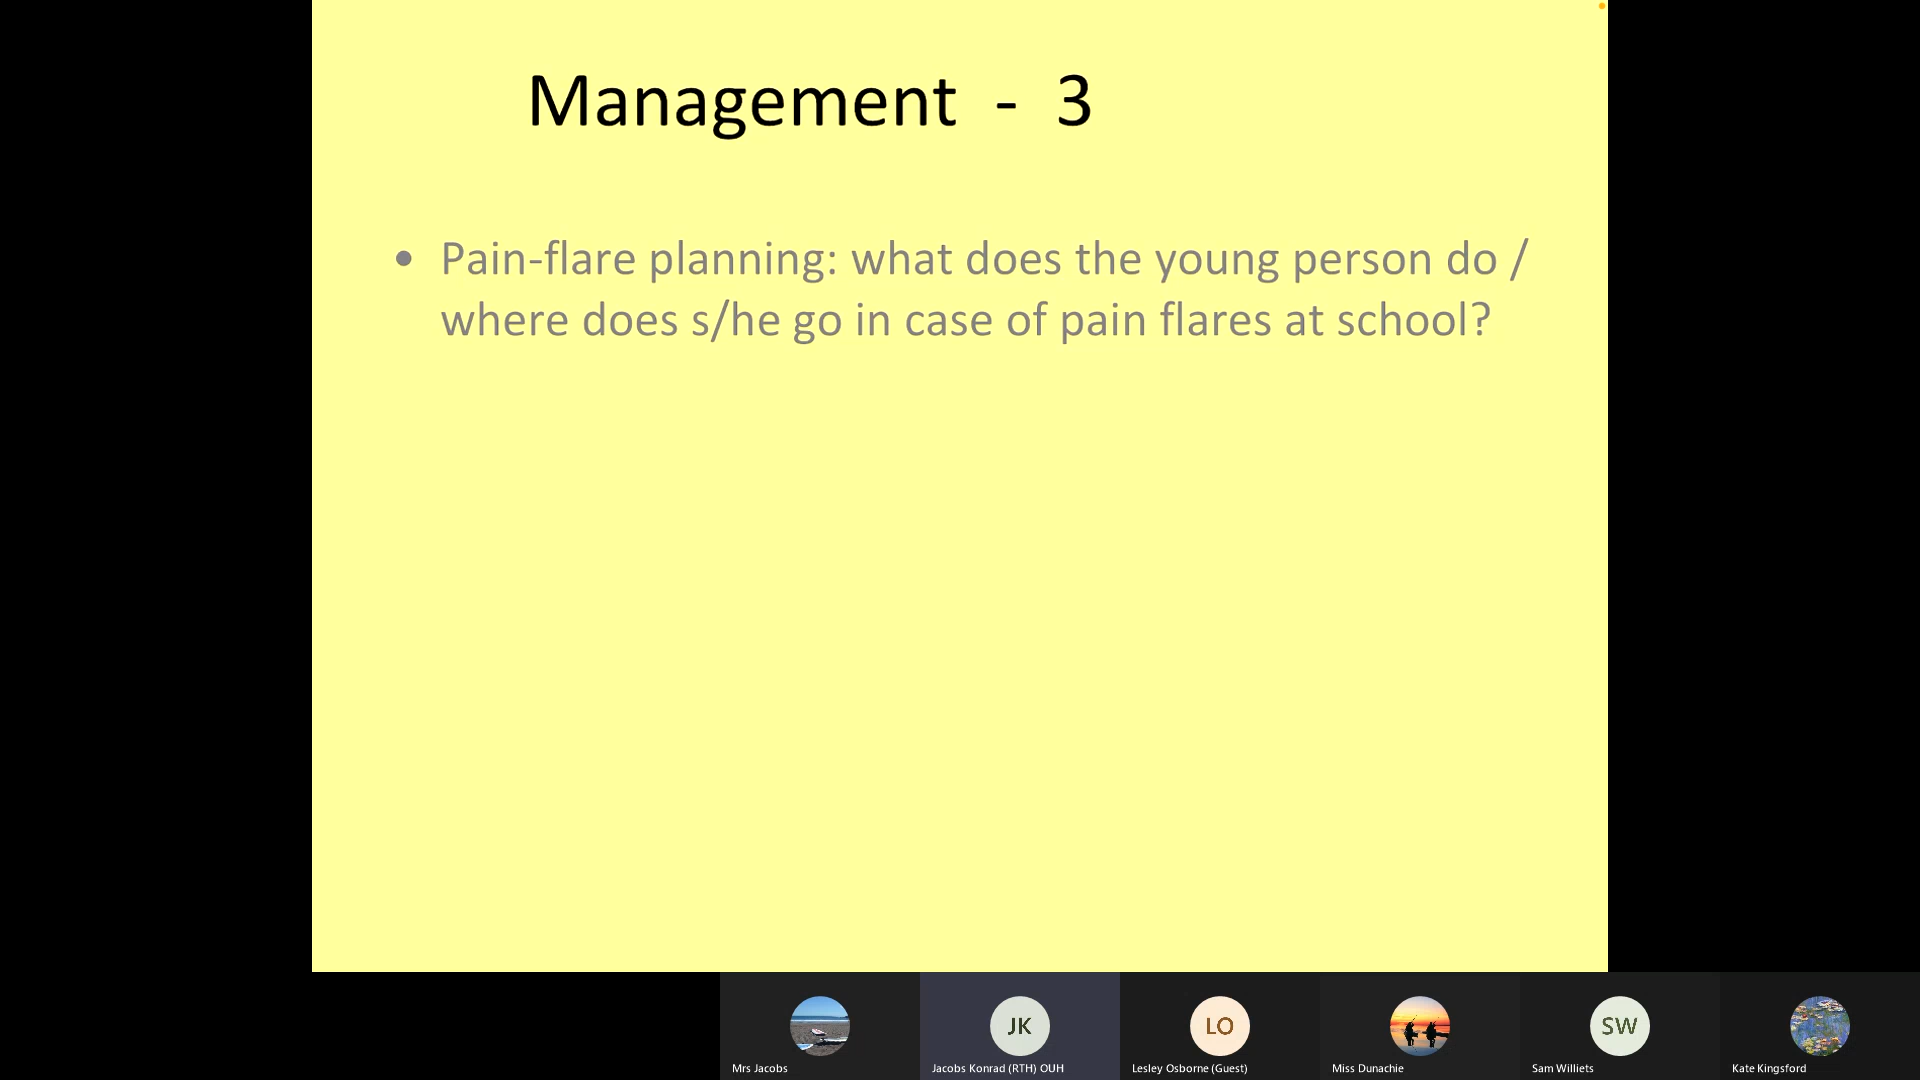 Management - 3
• Pain-flare planning: what does the young person do /
where does s/he go in case of pain flares at school?
JK
LO
SW
Mrs Jacobs
Jacobs Konrad (RTH) OUH
Lesley Osborne (Guest)
Miss Dunachie
Sam Williets
Kate Kingsford